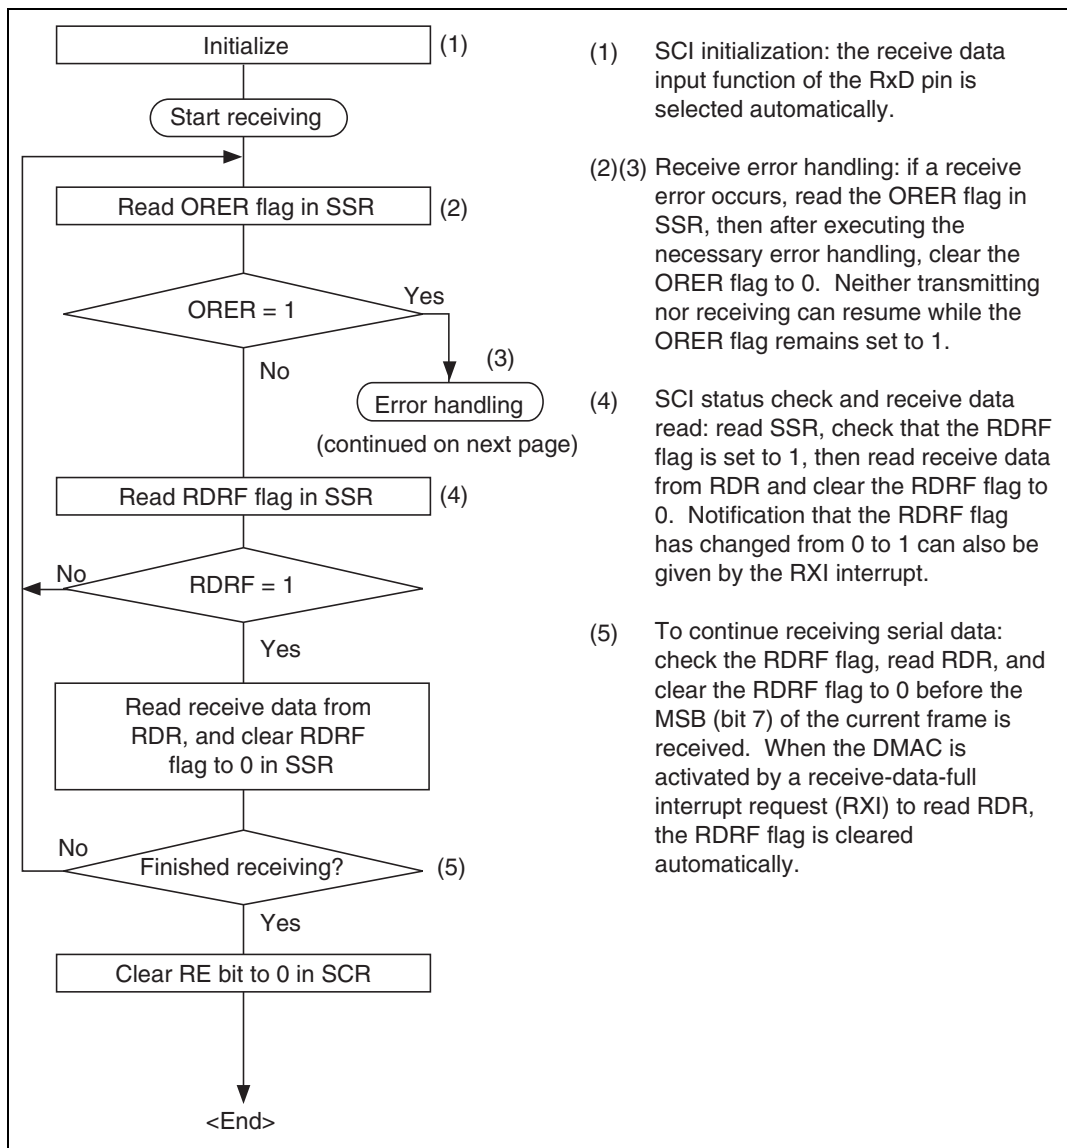 Initialize
(1)
Start receiving
Read ORER flag in SSR
(2)
ORER = 1
Yes
No
(3)
Error handling
(continued on next page)
Read RDRF flag in SSR
(4)
No
RDRF = 1
Yes
Read receive data from
RDR, and clear RDRF
flag to 0 in SSR
No
Finished receiving?
(5)
Yes
Clear RE bit to 0 in SCR
<End>
(1) SCI initialization: the receive data
input function of the RxD pin is
selected automatically.
(2)(3) Receive error handling: if a receive
error occurs, read the ORER flag in
SSR, then after executing the
necessary error handling, clear the
ORER flag to 0. Neither transmitting
nor receiving can resume while the
ORER flag remains set to 1.
(4) SCI status check and receive data
read: read SSR, check that the RDRF
flag is set to 1, then read receive data
from RDR and clear the RDRF flag to
0. Notification that the RDRF flag
has changed from 0 to 1 can also be
given by the RXI interrupt.
(5) To continue receiving serial data:
check the RDRF flag, read RDR, and
clear the RDRF flag to 0 before the
MSB (bit 7) of the current frame is
received. When the DMAC is
activated by a receive-data-full
interrupt request (RXI) to read RDR,
the RDRF flag is cleared
automatically.